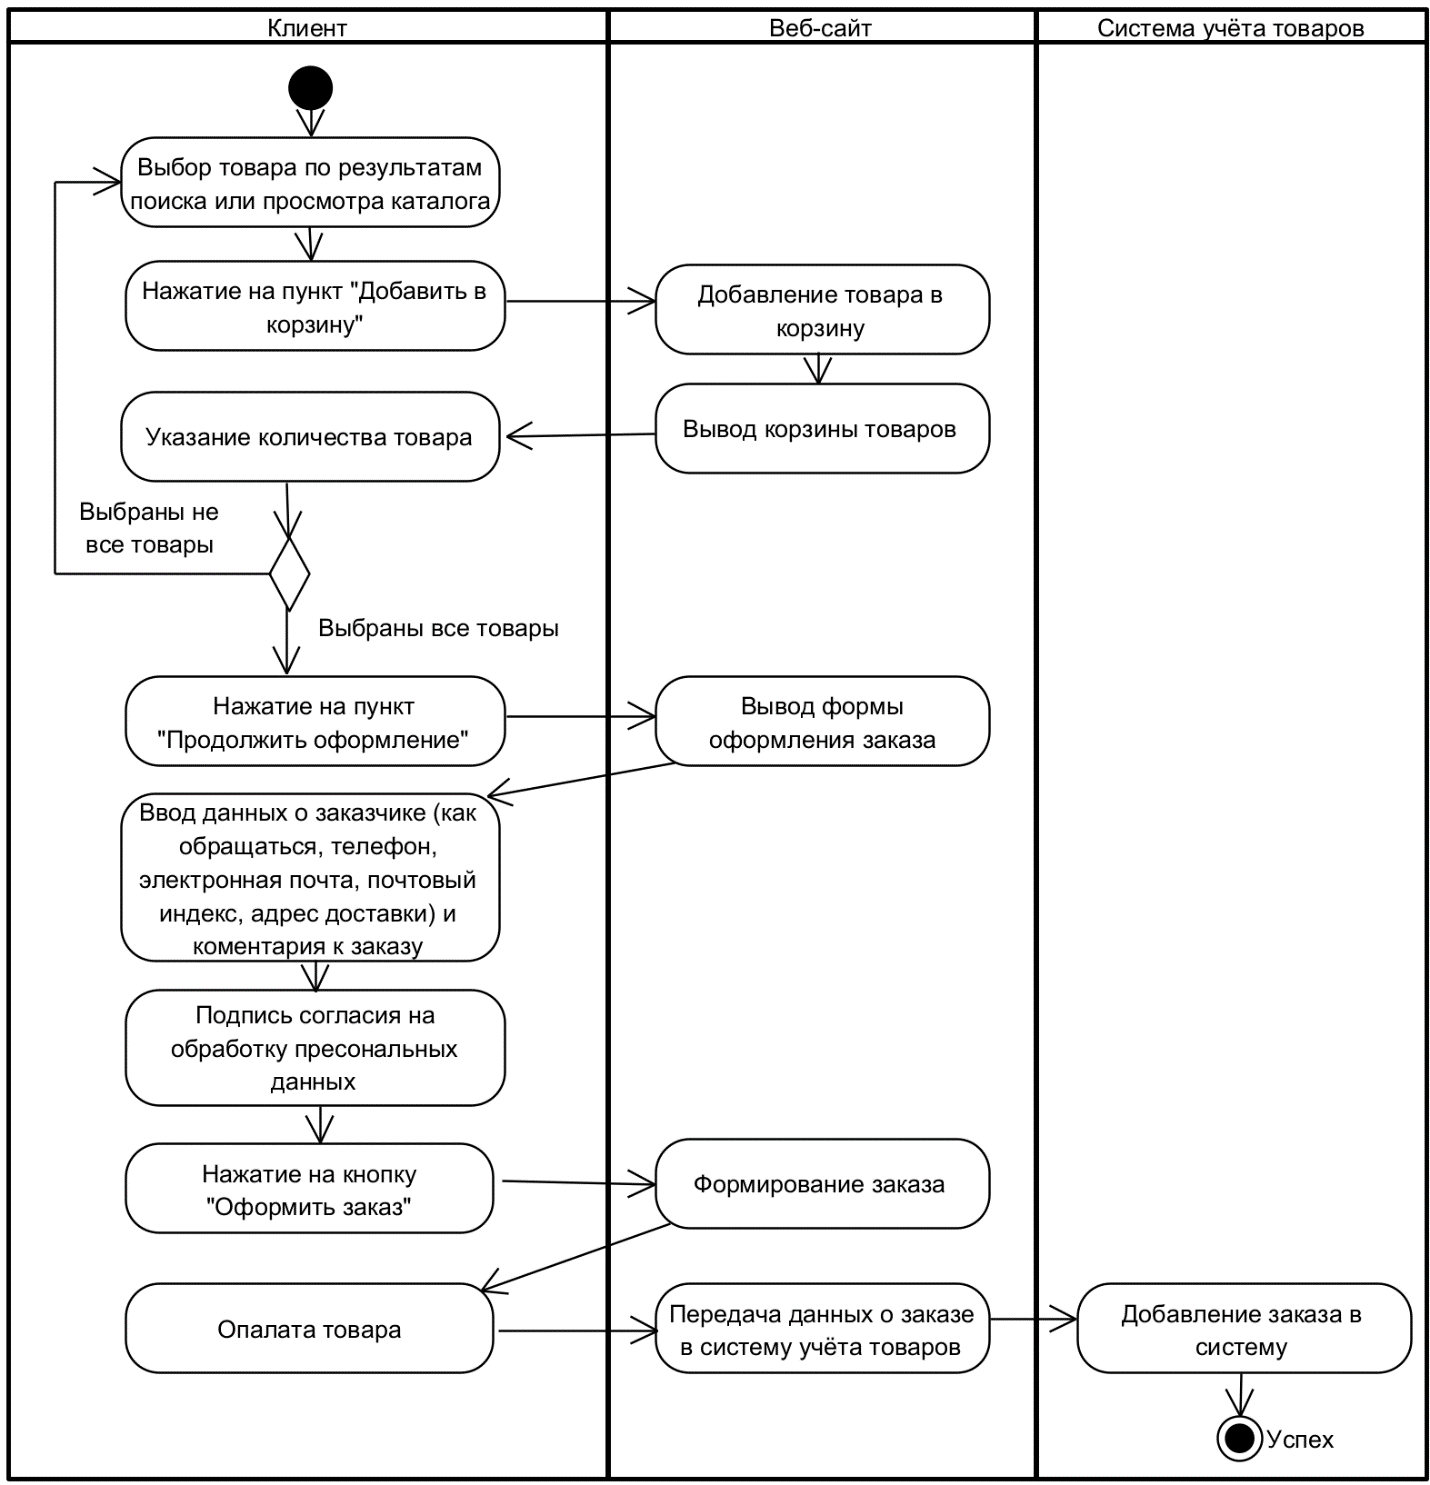 Клиент
Веб-сайт
Система учёта товаров
Выбор товара по результатам
поиска или просмотра каталога
Нажатие на пункт "Добавить в
корзину"
Добавление товара в
корзину
Вывод корзины товаров
Указание количества товара
Выбраны не
все товары
Выбраны все товары
Нажатие на пункт
"Продолжить оформление"
Вывод формы
оформления заказа
Ввод данных о заказчике (как
обращаться, телефон,
электронная почта, почтовый
индекс, адрес доставки) и
коментария к заказу
Подпись согласия на
обработку пресональных
данных
Нажатие на кнопку
"Оформить заказ"
Формирование заказа
Опалата товара
Передача данных о заказе
в систему учёта товаров
Добавление заказа в
систему
Успех